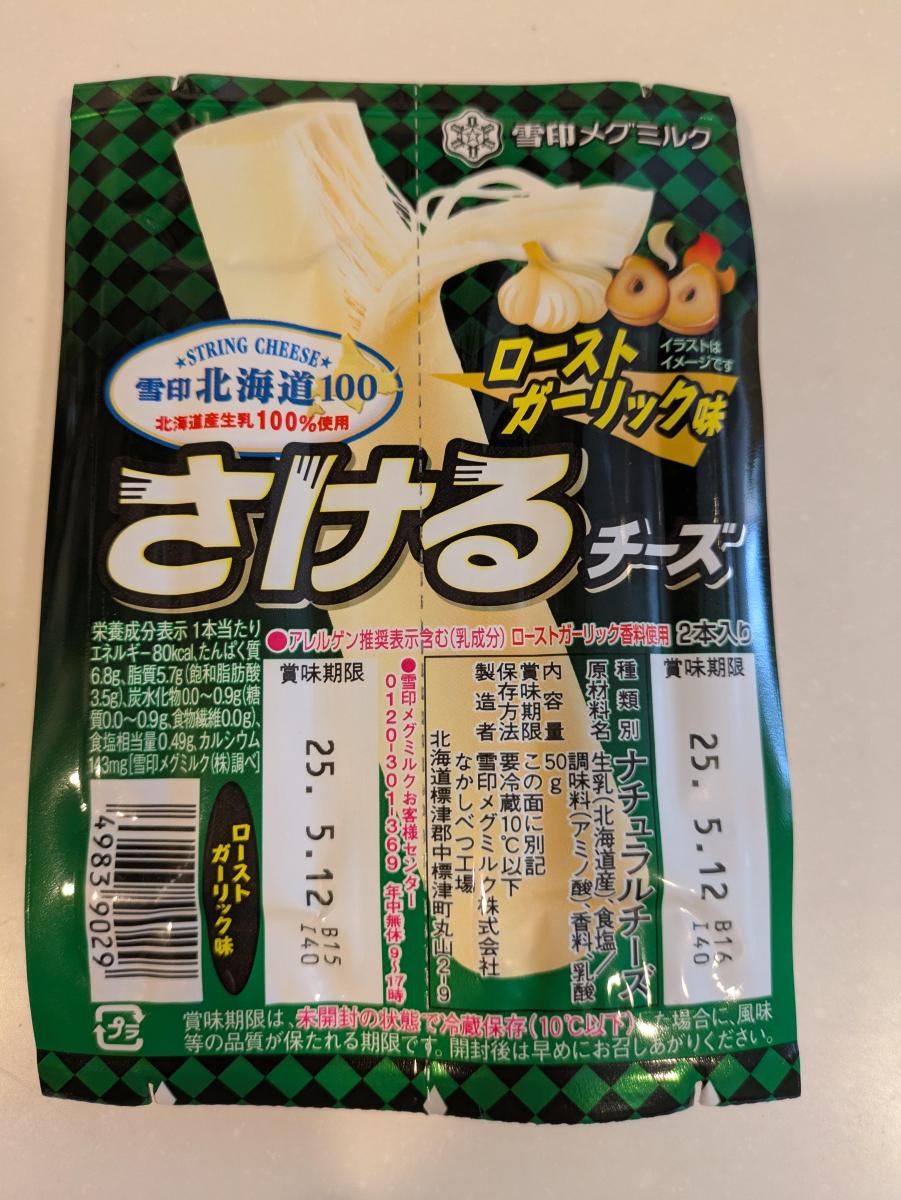 雪印メグミルク
イラストは
イメージです
ロースト
ガーリック味
STRING CHEESE
雪印 北海道100
北海道産生乳100%使用
さける
チーズ
●アレルゲン推奨表示含む(乳成分) ローストガーリック香料使用 2本入り
栄養成分表示 1本当たり
エネルギー80kcal、たんぱく質
6.8g、脂質5.7g(飽和脂肪酸
3.5g)、炭水化物0.0~0.9g(糖
質0.0~0.9g、食物繊維0.0g)、
食塩相当量0.49g、カルシウム
143mg[雪印メグミルク(株)調べ]
4983 9029
ロースト
ガーリック味
賞味期限
25. 5.12 B15
I40
●雪印メグミルクお客様センター
0120-301-369 年中無休 9~17時
種類別 ナチュラルチーズ
原材料名 生乳(北海道産)、食塩/
調味料(アミノ酸)、香料、乳酸
内容量 50g
賞味期限 この面に別記
保存方法 要冷蔵10℃以下
製造者 雪印メグミルク株式会社
なかしべつ工場
北海道標津郡中標津町丸山2-9
賞味期限
25. 5.12 B16
I40
プラ
賞味期限は、未開封の状態で冷蔵保存(10℃以下)した場合に、風味
等の品質が保たれる期限です。開封後は早めにお召しあがりください。